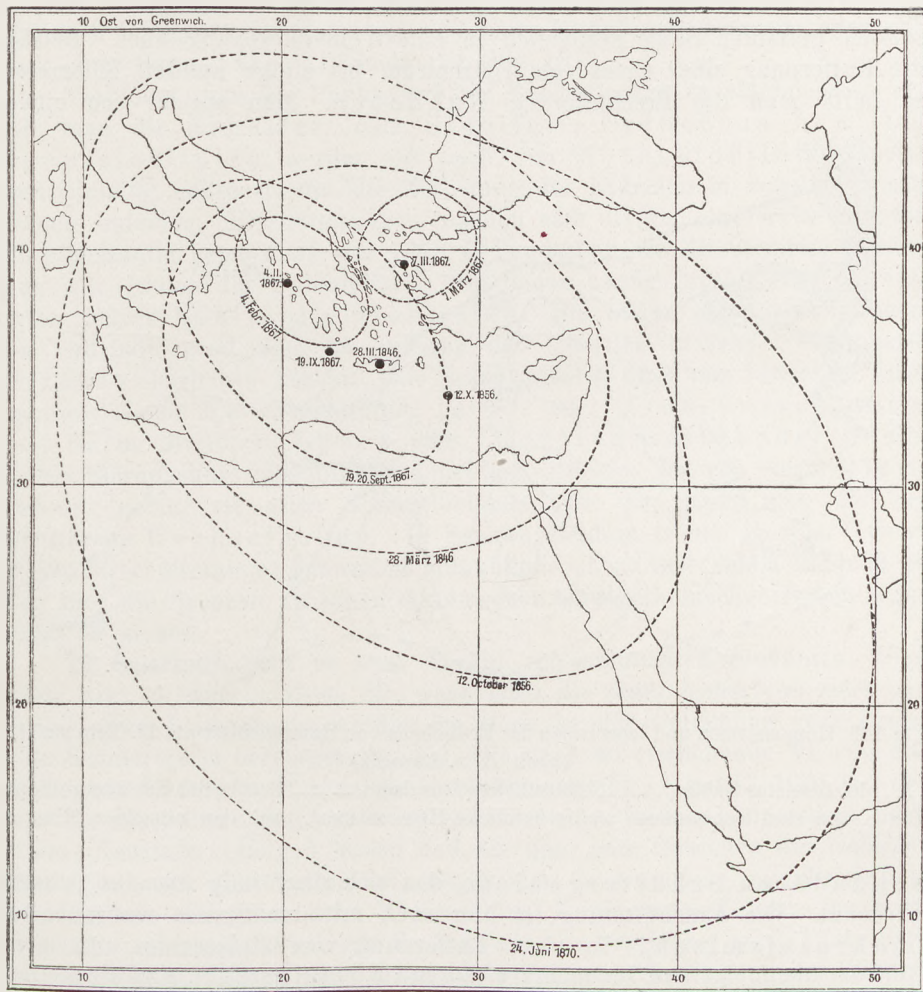 10 Ost von Greenwich. 20 30 40 50
40 40
7.III.1867.
4.II.
1867.
7. März 1867.
4. Febr. 1867.
28.III.1846.
19.IX.1867.
12.X.1856.
19.20. Sept. 1867.
30 30
28. März 1846
12. October 1856.
20 20
10 10
24. Juni 1870.
10 20 30 40 50